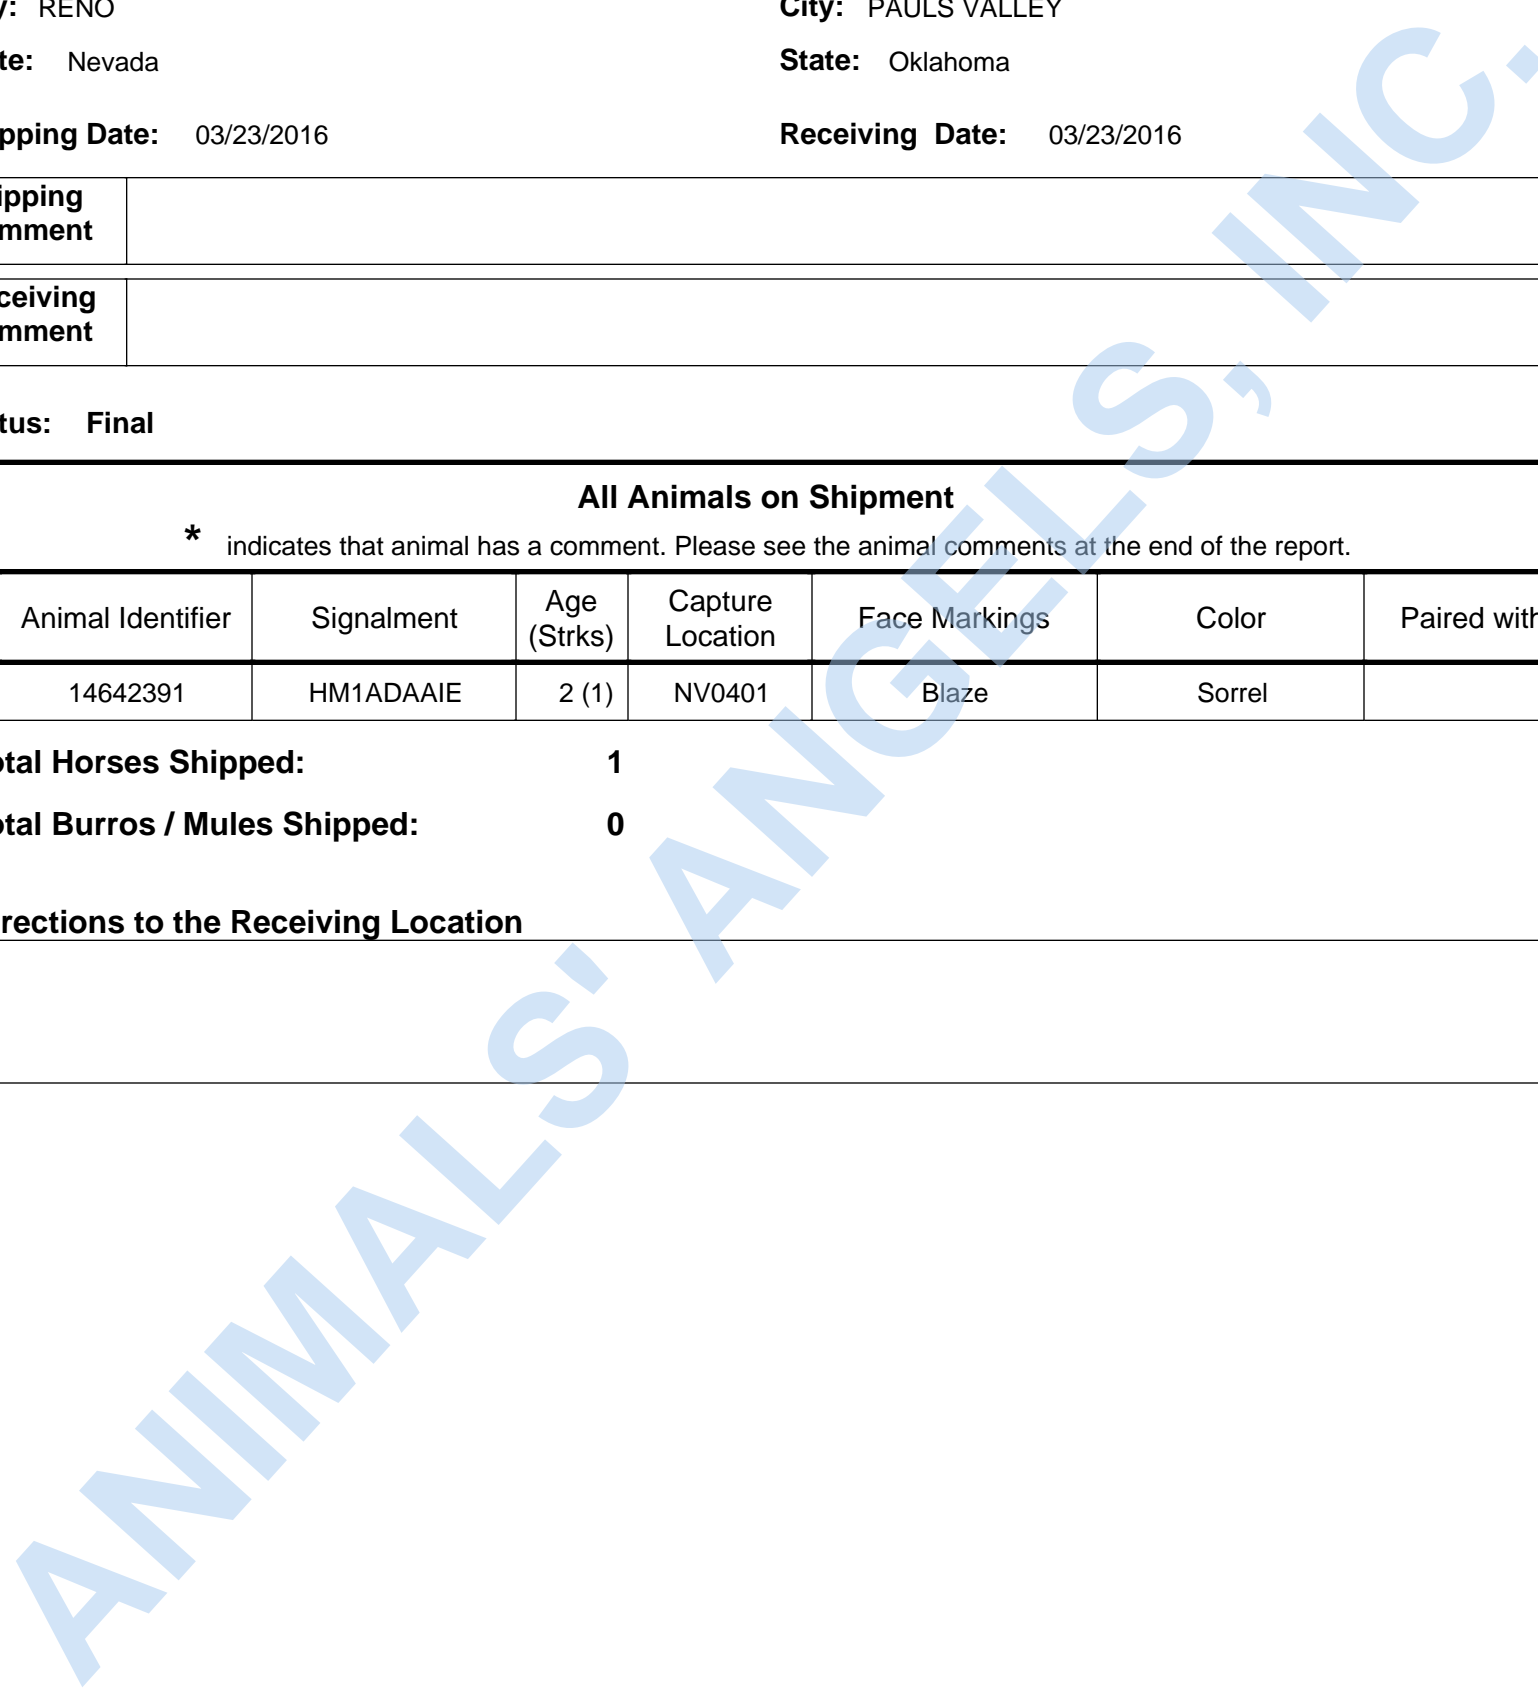 y: RENO City: PAULS VALLEY
te: Nevada State: Oklahoma
pping Date: 03/23/2016 Receiving Date: 03/23/2016
ipping
mment
ceiving
mment
tus: Final
All Animals on Shipment
* indicates that animal has a comment. Please see the animal comments at the end of the report.
Animal Identifier Signalment Age (Strks) Capture Location Face Markings Color Paired with
14642391 HM1ADAAIE 2 (1) NV0401 Blaze Sorrel
otal Horses Shipped: 1
otal Burros / Mules Shipped: 0
rections to the Receiving Location
ANIMALS' ANGELS, INC.